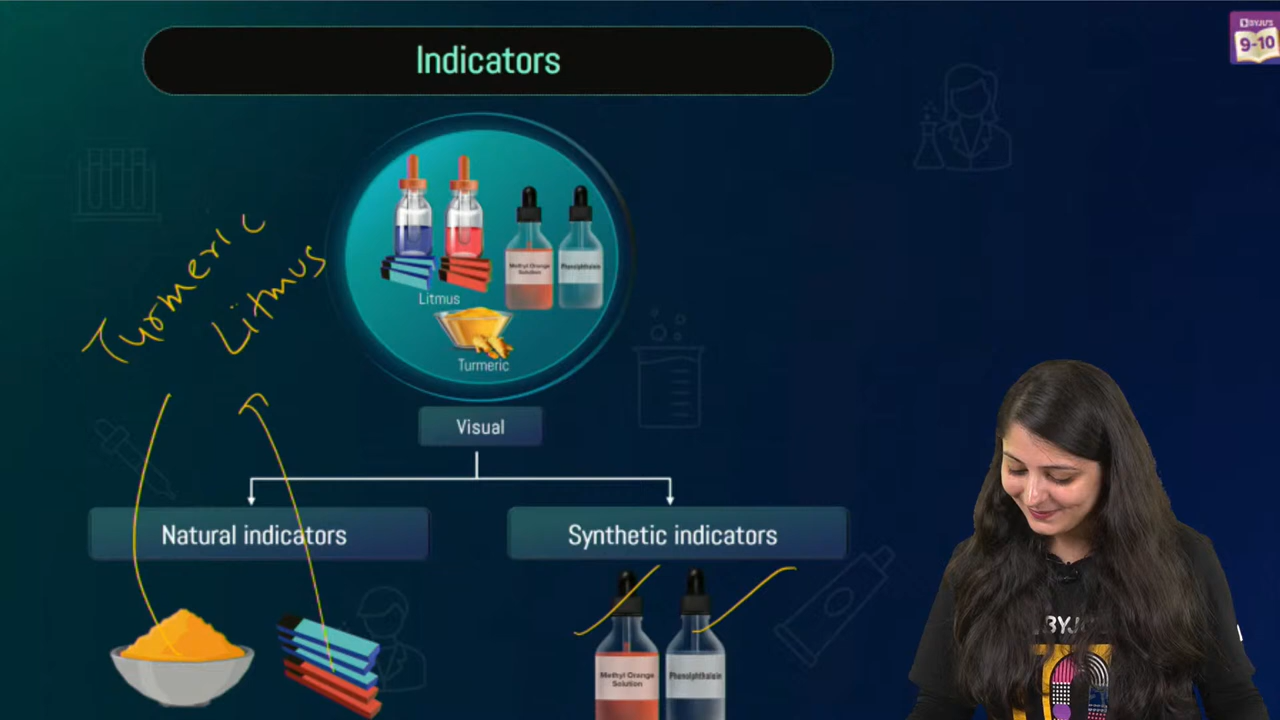 Indicators
BYJU'S
9-10
Turmeric
Litmus
Methyl Orange
Solution
Phenolphthalein
Litmus
Turmeric
Visual
Natural indicators
Synthetic indicators
Methyl Orange
Solution
Phenolphthalein
BYJU